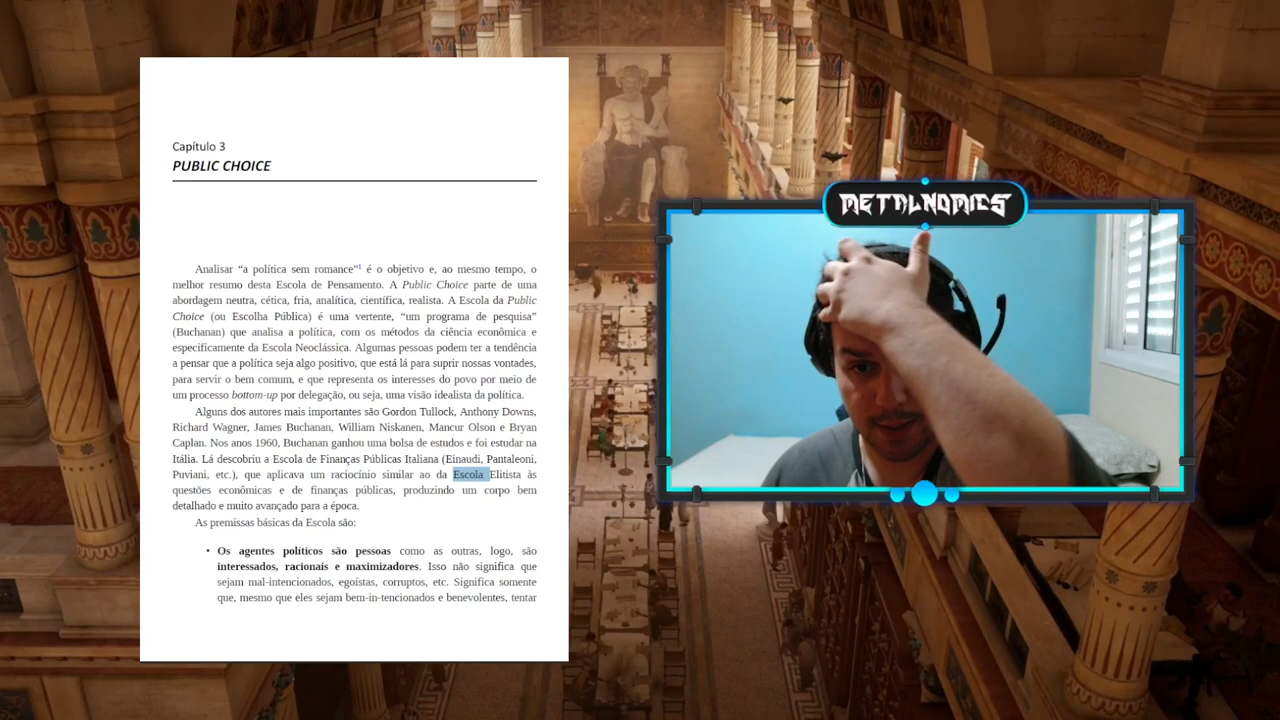 Capítulo 3
PUBLIC CHOICE
Analisar “a política sem romance”¹ é o objetivo e, ao mesmo tempo, o
melhor resumo desta Escola de Pensamento. A Public Choice parte de uma
abordagem neutra, cética, fria, analítica, científica, realista. A Escola da Public
Choice (ou Escolha Pública) é uma vertente, “um programa de pesquisa”
(Buchanan) que analisa a política, com os métodos da ciência econômica e
especificamente da Escola Neoclássica. Algumas pessoas podem ter a tendência
a pensar que a política seja algo positivo, que está lá para suprir nossas vontades,
para servir o bem comum, e que representa os interesses do povo por meio de
um processo bottom-up por delegação, ou seja, uma visão idealista da política.
Alguns dos autores mais importantes são Gordon Tullock, Anthony Downs,
Richard Wagner, James Buchanan, William Niskanen, Mancur Olson e Bryan
Caplan. Nos anos 1960, Buchanan ganhou uma bolsa de estudos e foi estudar na
Itália. Lá descobriu a Escola de Finanças Públicas Italiana (Einaudi, Pantaleoni,
Puviani, etc.), que aplicava um raciocínio similar ao da Escola Elitista às
questões econômicas e de finanças públicas, produzindo um corpo bem
detalhado e muito avançado para a época.
As premissas básicas da Escola são:
• Os agentes políticos são pessoas como as outras, logo, são
interessados, racionais e maximizadores. Isso não significa que
sejam mal-intencionados, egoístas, corruptos, etc. Significa somente
que, mesmo que eles sejam bem-in-tencionados e benevolentes, tentar
METALNOMICS